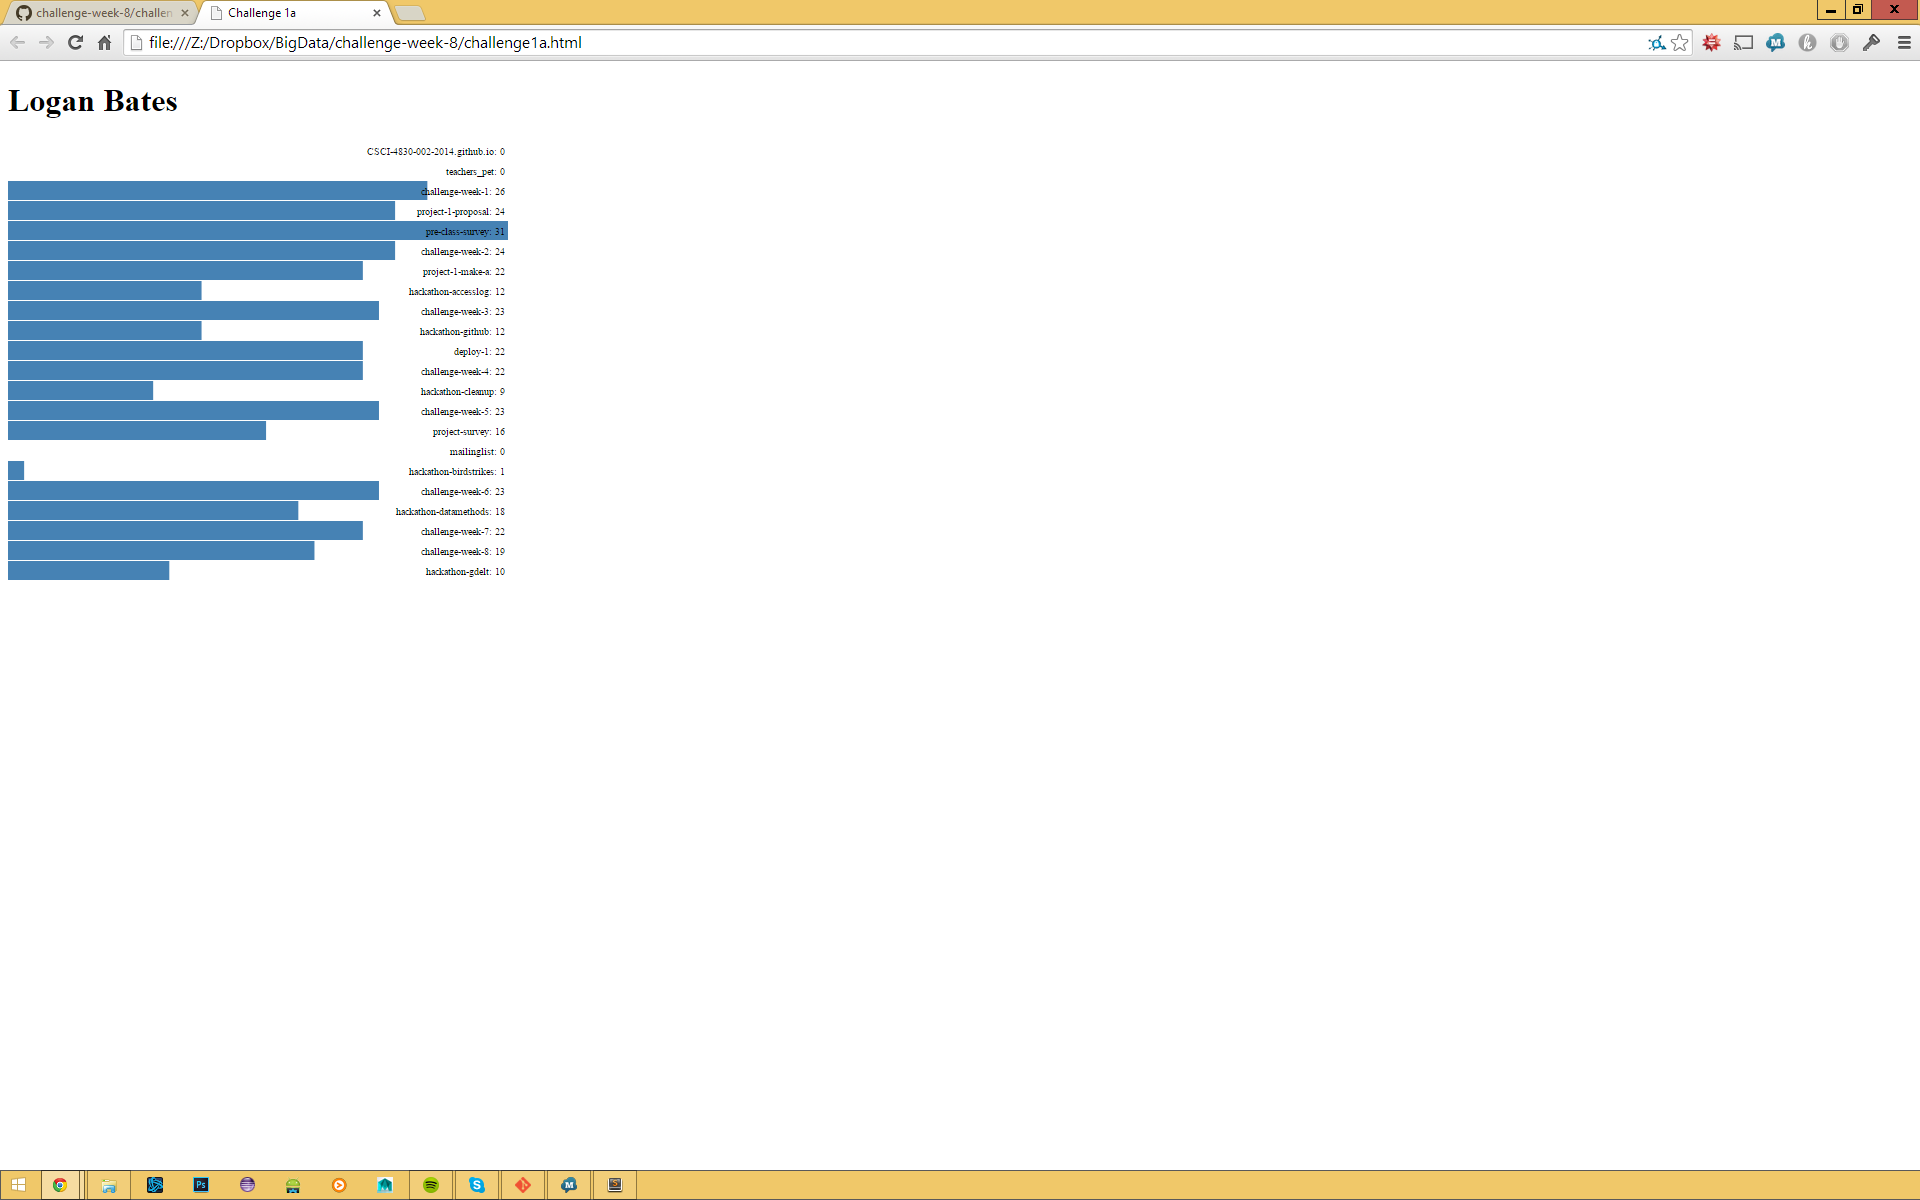 challenge-week-8/challen
Challenge 1a
file:///Z:/Dropbox/BigData/challenge-week-8/challenge1a.html
Logan Bates
CSCI-4830-002-2014.github.io: 0
teachers_pet: 0
challenge-week-1: 26
project-1-proposal: 24
pre-class-survey: 31
challenge-week-2: 24
project-1-make-a: 22
hackathon-accesslog: 12
challenge-week-3: 23
hackathon-github: 12
deploy-1: 22
challenge-week-4: 22
hackathon-cleanup: 9
challenge-week-5: 23
project-survey: 16
mailinglist: 0
hackathon-birdstrikes: 1
challenge-week-6: 23
hackathon-datamethods: 18
challenge-week-7: 22
challenge-week-8: 19
hackathon-gdelt: 10
Ps